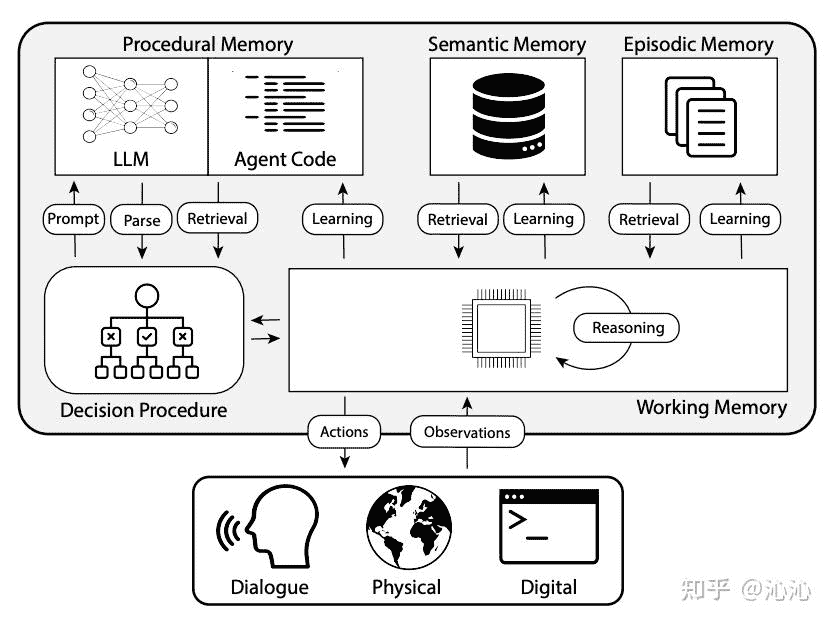 Procedural Memory
Semantic Memory
Episodic Memory
LLM
Agent Code
Prompt
Parse
Retrieval
Learning
Retrieval
Learning
Retrieval
Learning
Reasoning
Decision Procedure
Working Memory
Actions
Observations
>_
Dialogue
Physical
Digital
知乎 @沁沁